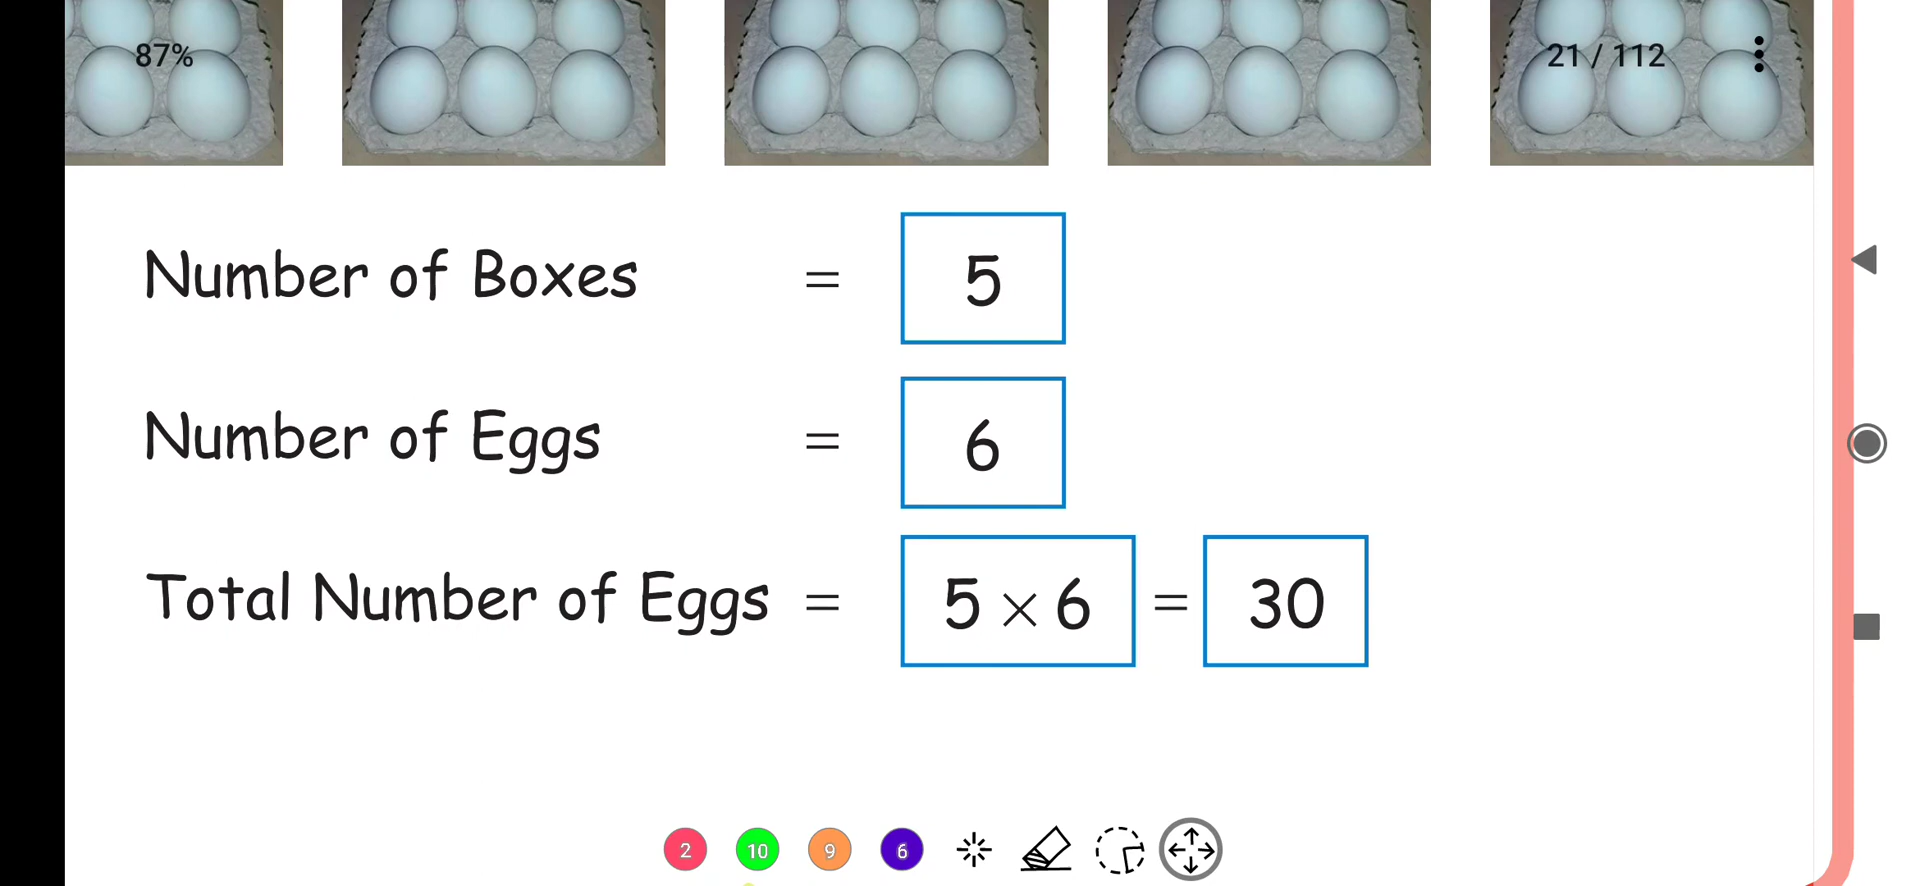 87%
21 / 112
Number of Boxes = 5
Number of Eggs = 6
Total Number of Eggs = 5 × 6 = 30
2 10 9 6